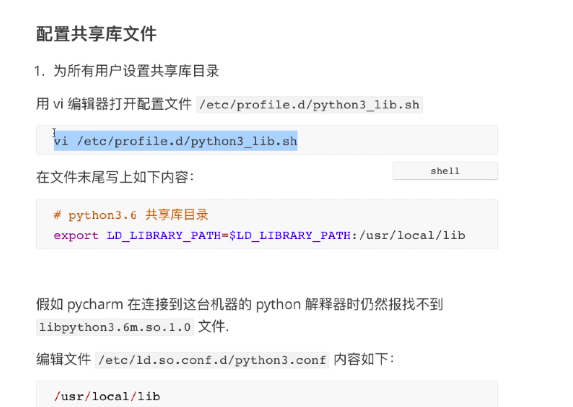 配置共享库文件
1. 为所有用户设置共享库目录
用 vi 编辑器打开配置文件 /etc/profile.d/python3_lib.sh
vi /etc/profile.d/python3_lib.sh
shell
在文件末尾写上如下内容:
# python3.6 共享库目录
export LD_LIBRARY_PATH=$LD_LIBRARY_PATH:/usr/local/lib
假如 pycharm 在连接到这台机器的 python 解释器时仍然报找不到
libpython3.6m.so.1.0 文件.
编辑文件 /etc/ld.so.conf.d/python3.conf 内容如下:
/usr/local/lib